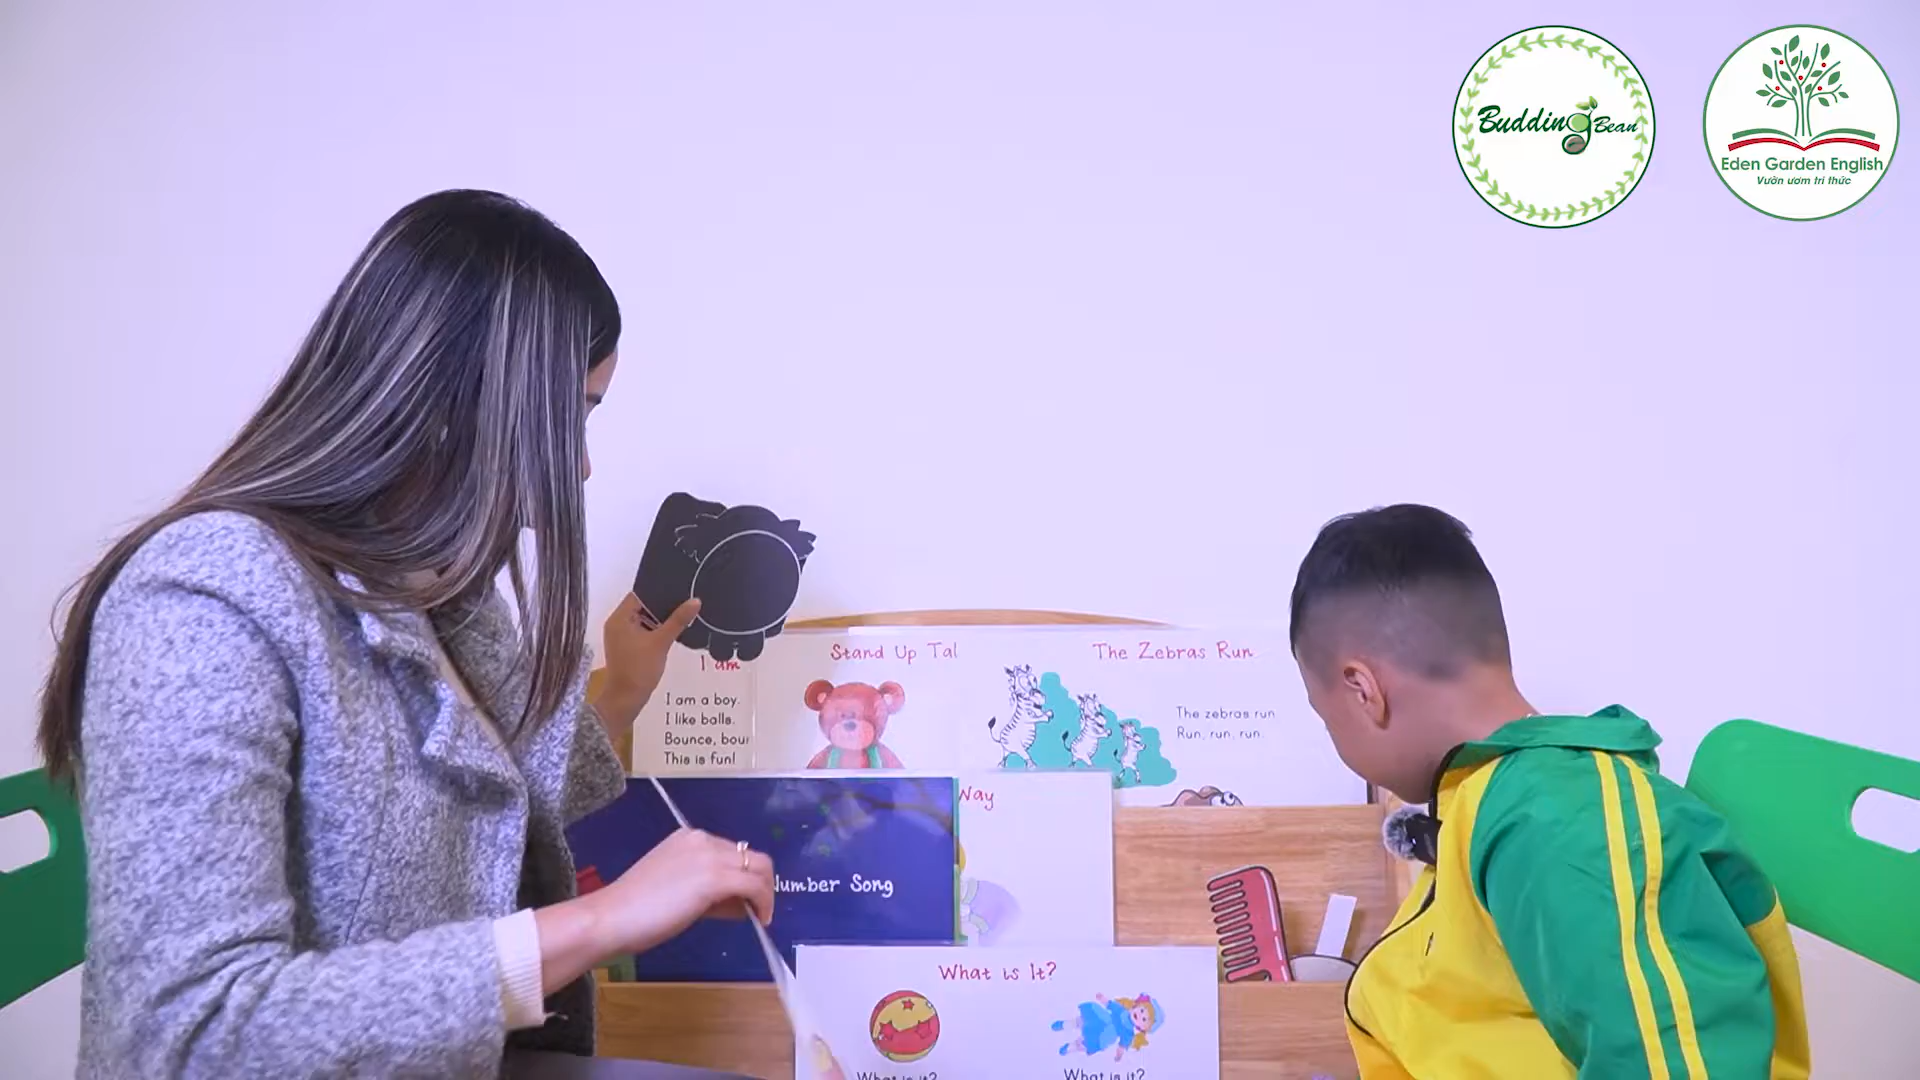 Budding Bean
Eden Garden English
Vườn ươm tri thức
I am
I am a boy.
I like balls.
Bounce, boun
This is fun!
Stand Up Tal
The Zebras Run
The zebras run
Run, run, run.
Way
Number Song
What is It?
What is it?
What is it?